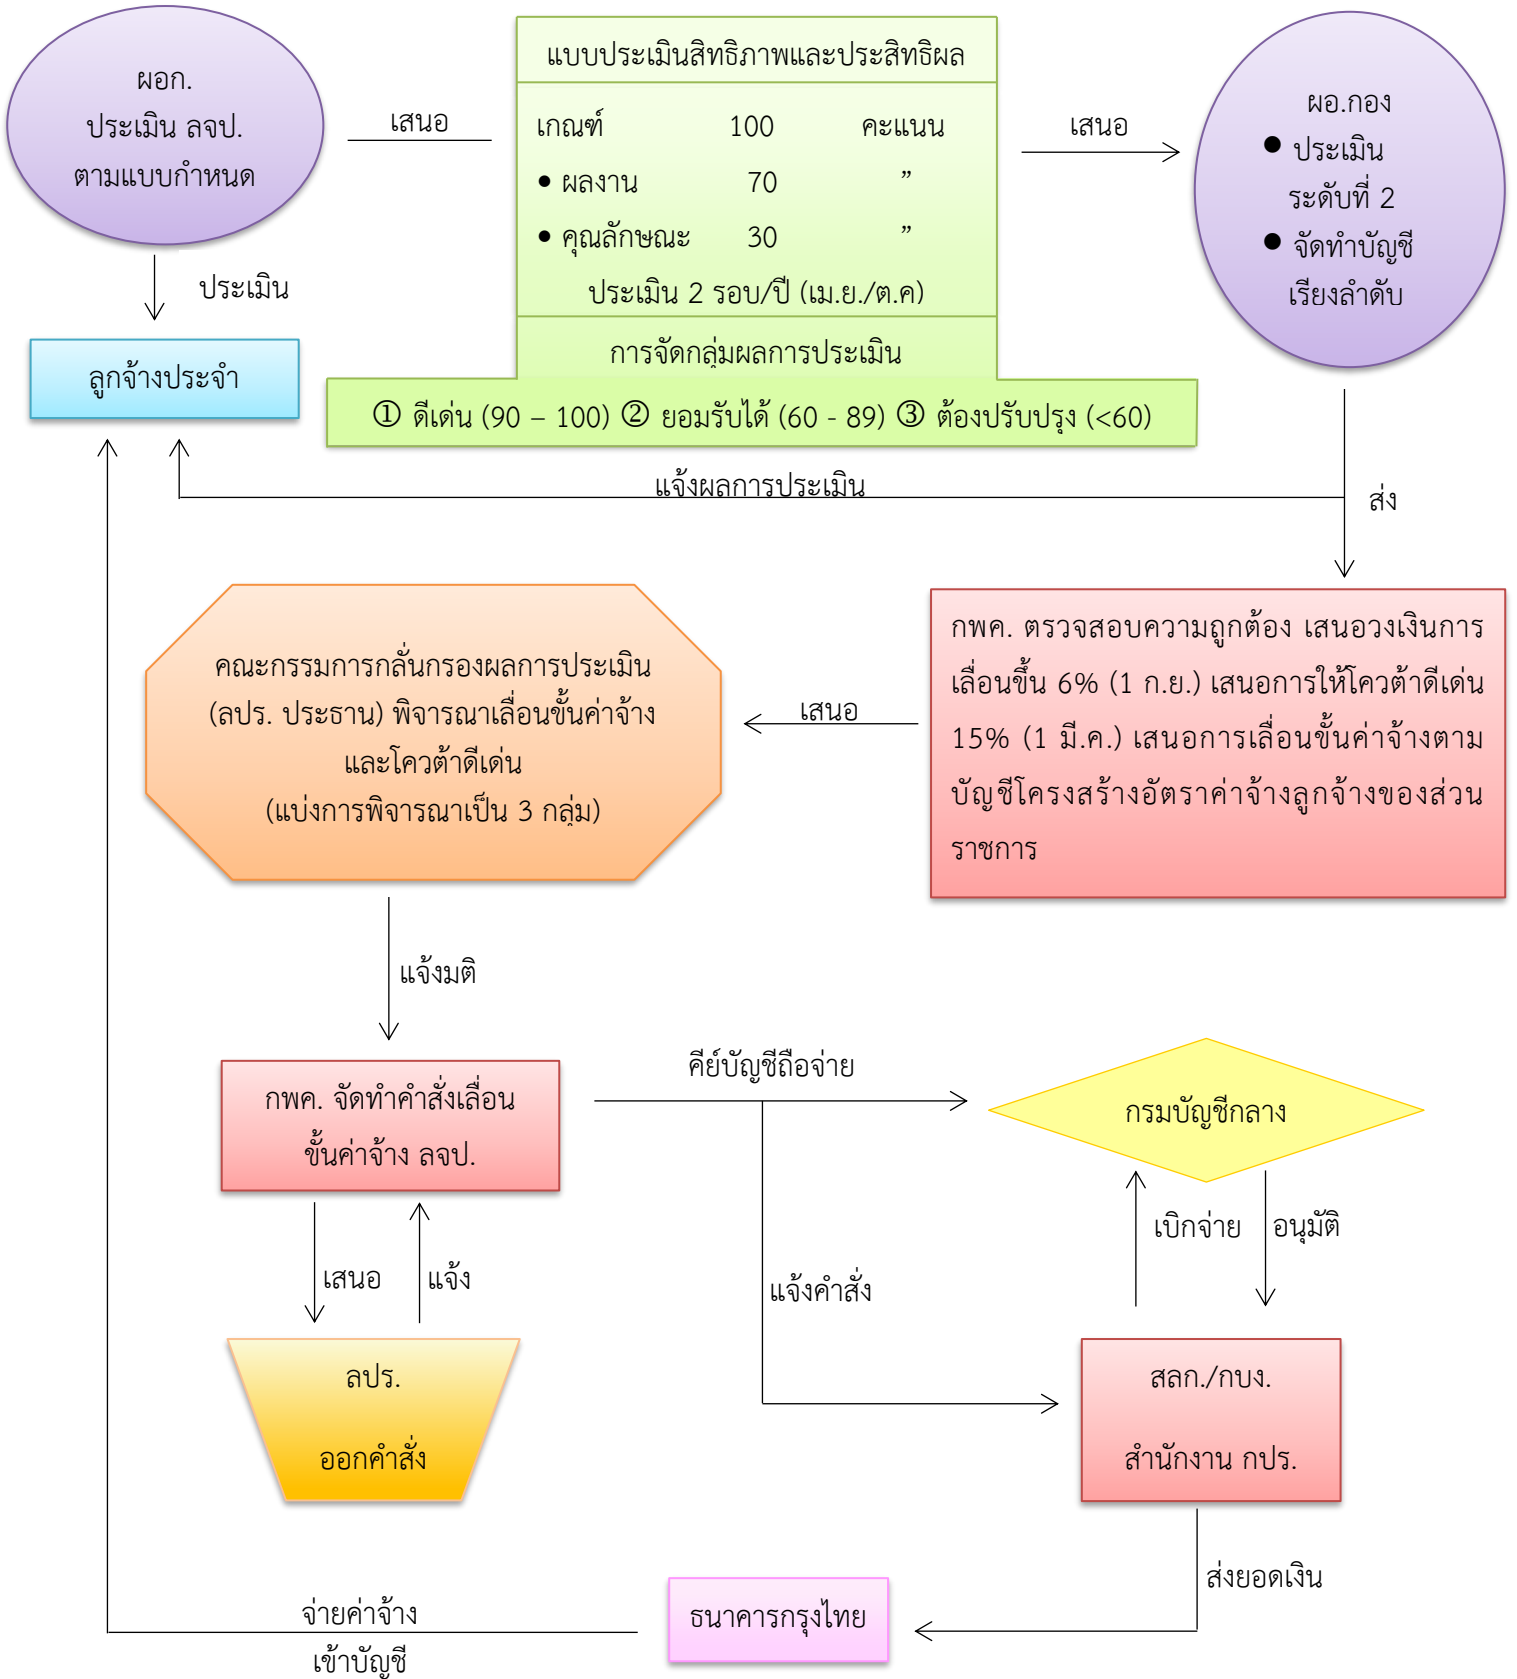 ผอก.
ประเมิน ลจป.
ตามแบบกำหนด
เสนอ
แบบประเมินสิทธิภาพและประสิทธิผล
เกณฑ์ 100 คะแนน
• ผลงาน 70 ”
• คุณลักษณะ 30 ”
ประเมิน 2 รอบ/ปี (เม.ย./ต.ค)
การจัดกลุ่มผลการประเมิน
① ดีเด่น (90 – 100) ② ยอมรับได้ (60 - 89) ③ ต้องปรับปรุง (<60)
เสนอ
ผอ.กอง
● ประเมิน
ระดับที่ 2
● จัดทำบัญชี
เรียงลำดับ
ประเมิน
ลูกจ้างประจำ
แจ้งผลการประเมิน
ส่ง
กพค. ตรวจสอบความถูกต้อง เสนอวงเงินการ
เลื่อนขึ้น 6% (1 ก.ย.) เสนอการให้โควต้าดีเด่น
15% (1 มี.ค.) เสนอการเลื่อนขั้นค่าจ้างตาม
บัญชีโครงสร้างอัตราค่าจ้างลูกจ้างของส่วน
ราชการ
เสนอ
คณะกรรมการกลั่นกรองผลการประเมิน
(ลปร. ประธาน) พิจารณาเลื่อนขั้นค่าจ้าง
และโควต้าดีเด่น
(แบ่งการพิจารณาเป็น 3 กลุ่ม)
แจ้งมติ
กพค. จัดทำคำสั่งเลื่อน
ขั้นค่าจ้าง ลจป.
คีย์บัญชีถือจ่าย
กรมบัญชีกลาง
เบิกจ่าย
อนุมัติ
เสนอ
แจ้ง
แจ้งคำสั่ง
ลปร.
ออกคำสั่ง
สลก./กบง.
สำนักงาน กปร.
ส่งยอดเงิน
ธนาคารกรุงไทย
จ่ายค่าจ้าง
เข้าบัญชี